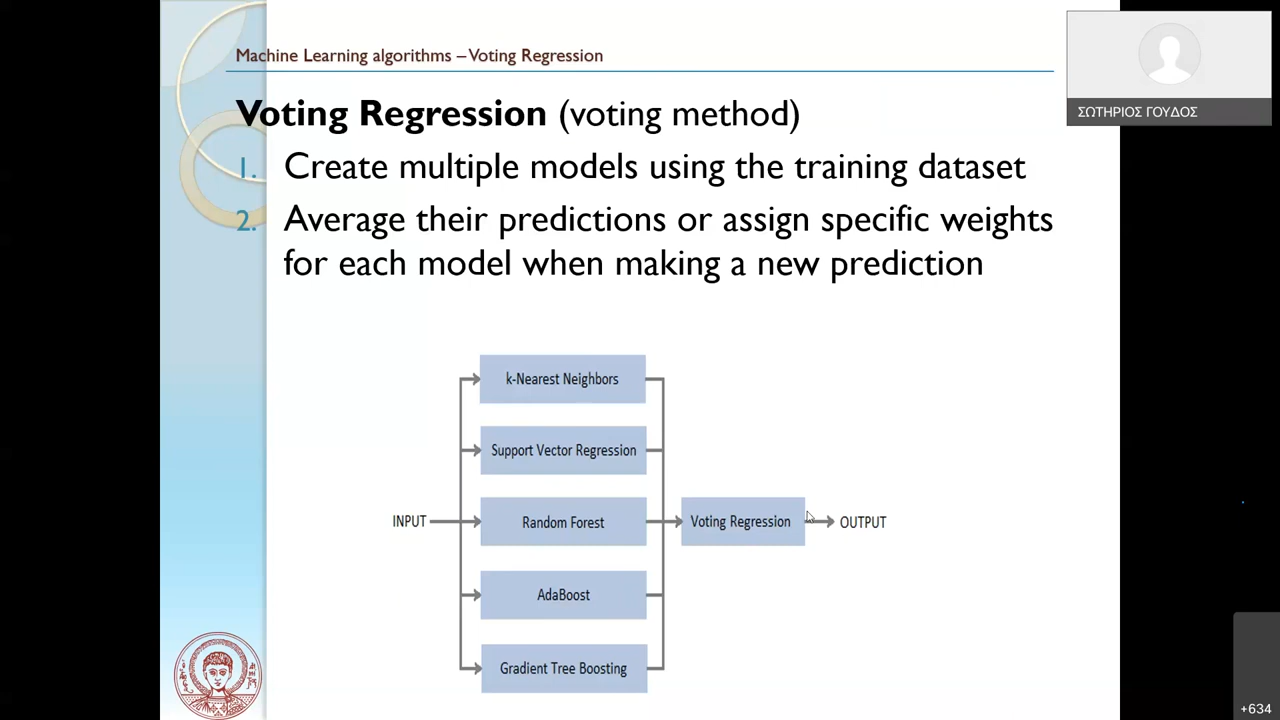 Machine Learning algorithms – Voting Regression
ΣΩΤΗΡΙΟΣ ΓΟΥΔΟΣ
Voting Regression (voting method)
1. Create multiple models using the training dataset
2. Average their predictions or assign specific weights
for each model when making a new prediction
k-Nearest Neighbors
Support Vector Regression
INPUT
Random Forest
Voting Regression
OUTPUT
AdaBoost
Gradient Tree Boosting
+634